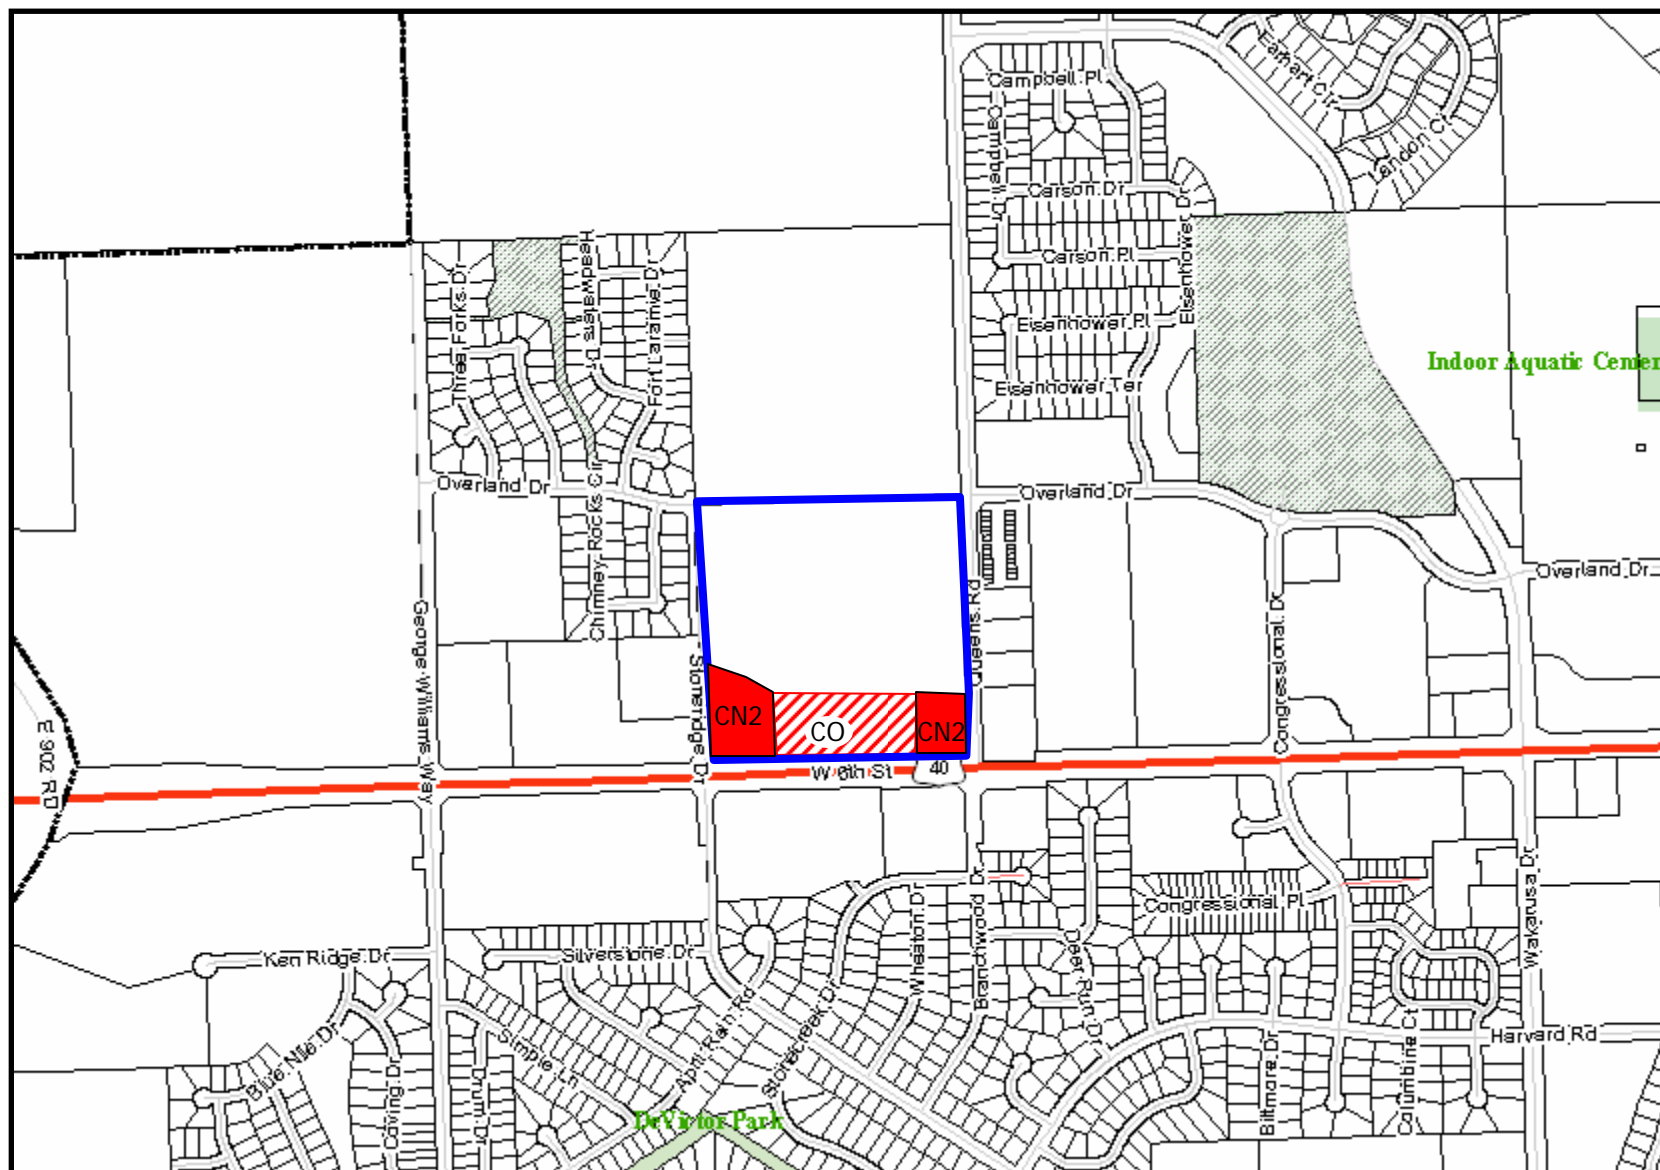 Campbell Pl
Earhart Cir
Landon Ct
Campbell Dr
Carson Dr
Eisenhower Dr
Carson Pl
Three Forks Dr
Headwaters Dr
Fort Laramie Dr
Eisenhower Pl
Indoor Aquatic Center
Eisenhower Ter
Overland Dr
Chimney Rocks Cir
Overland Dr
Overland Dr
George Williams Way
Stoneridge Dr
Queens Rd
Congressional Dr
CN2
CO
CN2
E 902 RD
W 6th St
40
Wakarusa Dr
Congressional Pl
Wheaton Dr
Branchwood Dr
Deer Run Dr
Ken Ridge Dr
Silverstone Dr
April Rain Rd
Stonecreek Dr
Blue Nile Dr
Simple Ln
Harvard Rd
Columbine Ct
Biltmore Dr
Coving Dr
Drum Dr
DeVictor Park